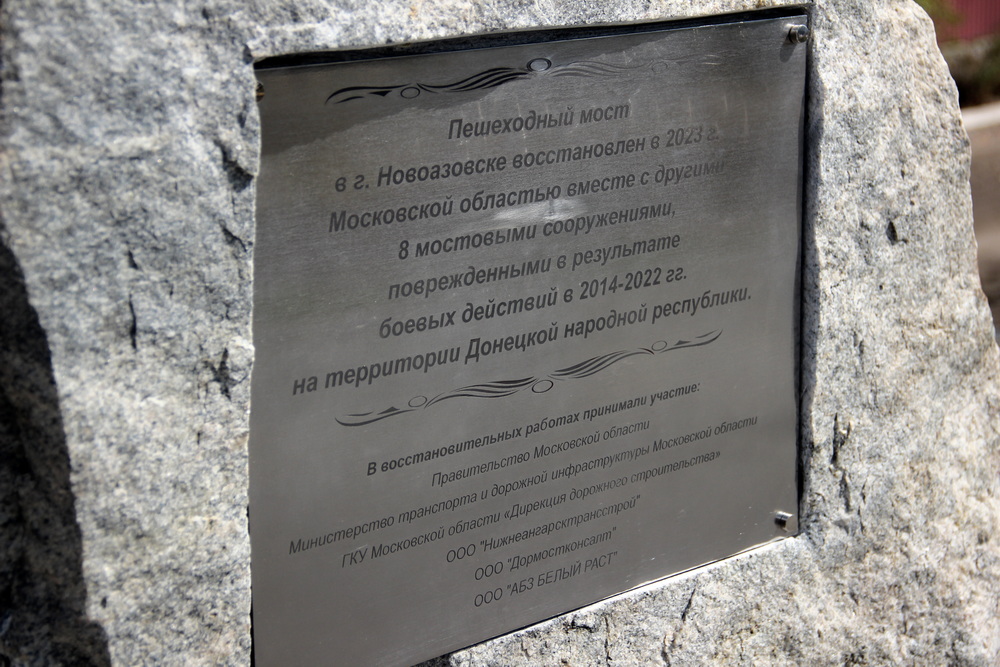 Пешеходный мост
в г. Новоазовске восстановлен в 2023 г.
Московской областью вместе с другими
8 мостовыми сооружениями,
поврежденными в результате
боевых действий в 2014-2022 гг.
на территории Донецкой народной республики.
В восстановительных работах принимали участие:
Правительство Московской области
Министерство транспорта и дорожной инфраструктуры Московской области
ГКУ Московской области «Дирекция дорожного строительства»
ООО "Нижнеангарсктрансстрой"
ООО "Дормостконсалт"
ООО "АБЗ БЕЛЫЙ РАСТ"